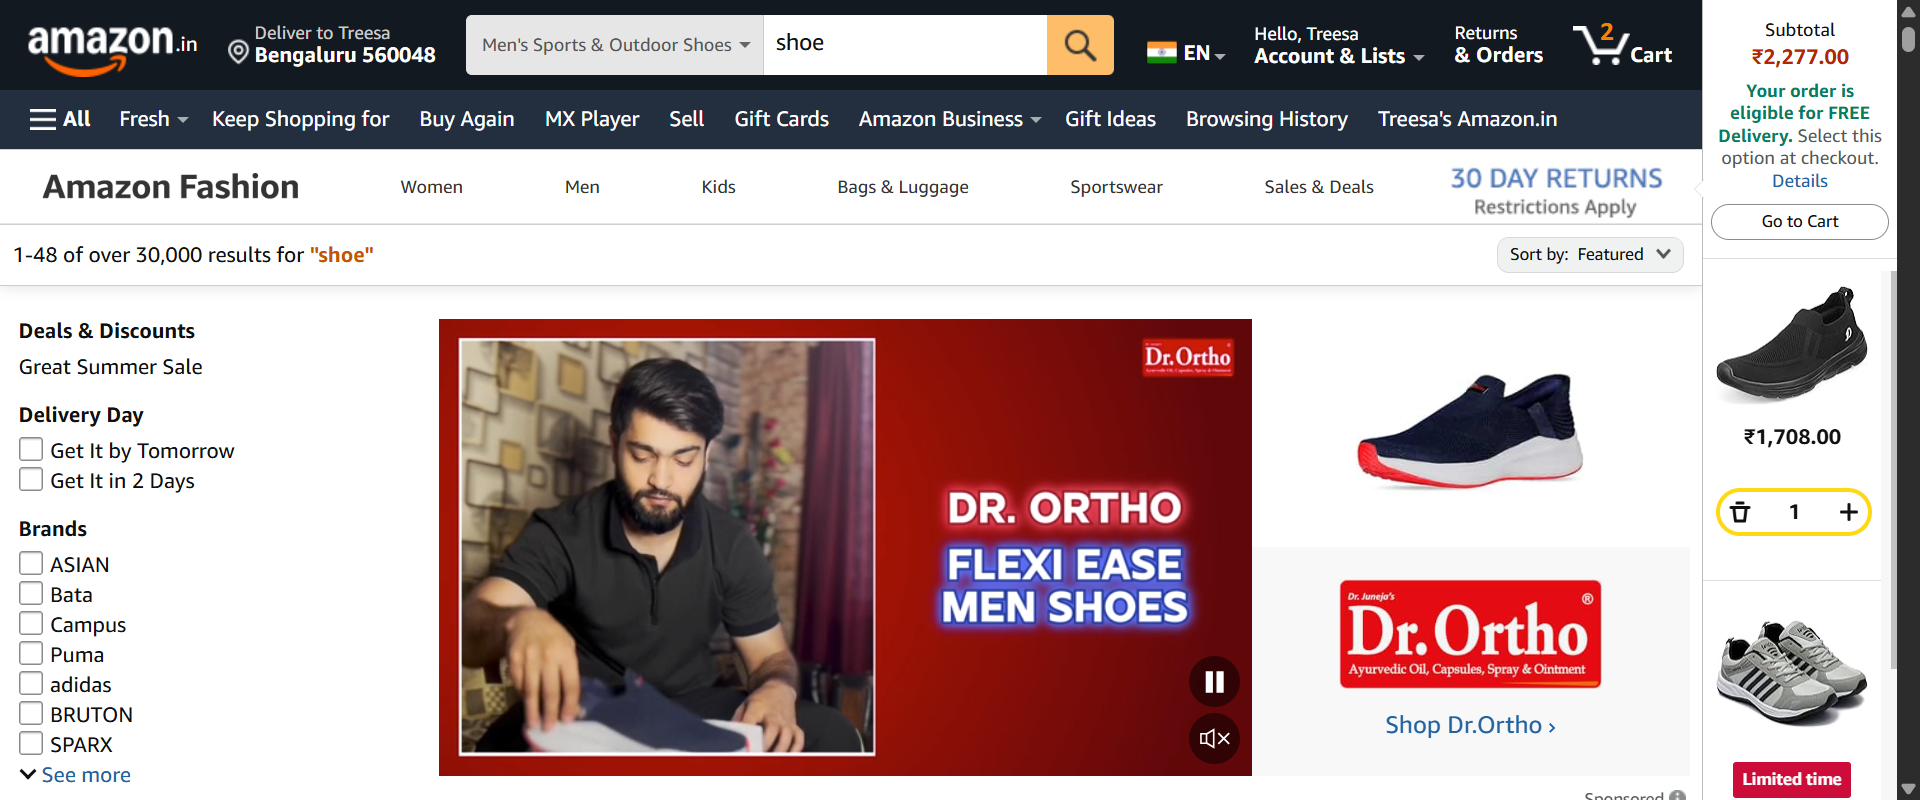 amazon.in
Deliver to Treesa
Bengaluru 560048
Men's Sports & Outdoor Shoes
shoe
EN
Hello, Treesa
Account & Lists
Returns
& Orders
2
Cart
All
Fresh
Keep Shopping for
Buy Again
MX Player
Sell
Gift Cards
Amazon Business
Gift Ideas
Browsing History
Treesa's Amazon.in
Amazon Fashion
Women
Men
Kids
Bags & Luggage
Sportswear
Sales & Deals
30 DAY RETURNS
Restrictions Apply
1-48 of over 30,000 results for "shoe"
Sort by: Featured
Deals & Discounts
Great Summer Sale
Delivery Day
Get It by Tomorrow
Get It in 2 Days
Brands
ASIAN
Bata
Campus
Puma
adidas
BRUTON
SPARX
See more
Dr. Ortho
Ayurvedic Oil, Capsules, Spray & Ointment
DR. ORTHO
FLEXI EASE
MEN SHOES
Dr. Juneja's
Dr. Ortho ®
Ayurvedic Oil, Capsules, Spray & Ointment
Shop Dr.Ortho ›
Sponsored
Subtotal
₹2,277.00
Your order is
eligible for FREE
Delivery. Select this
option at checkout.
Details
Go to Cart
₹1,708.00
1
Limited time